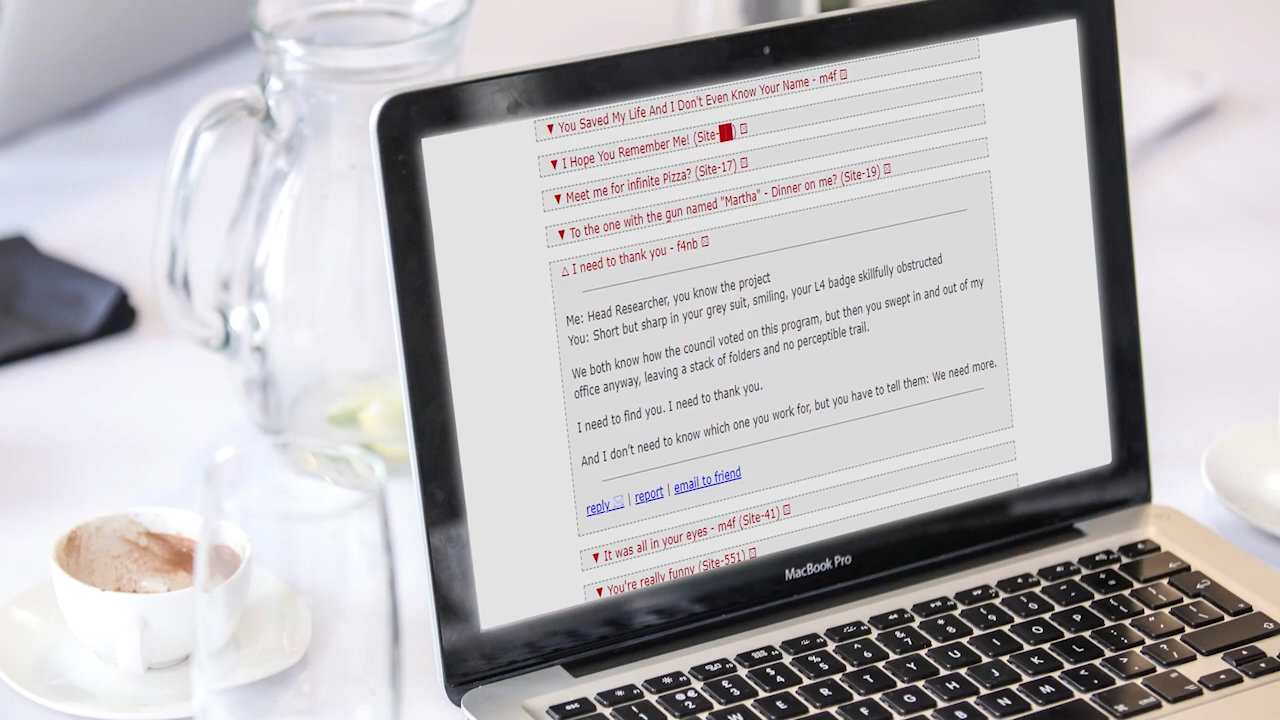 ▼ You Saved My Life And I Don't Even Know Your Name - m4f
▼ I Hope You Remember Me! (Site-██)
▼ Meet me for infinite Pizza? (Site-17)
▼ To the one with the gun named "Martha" - Dinner on me? (Site-19)
△ I need to thank you - f4nb
Me: Head Researcher, you know the project
You: Short but sharp in your grey suit, smiling, your L4 badge skillfully obstructed
We both know how the council voted on this program, but then you swept in and out of my
office anyway, leaving a stack of folders and no perceptible trail.
I need to find you. I need to thank you.
And I don't need to know which one you work for, but you have to tell them: We need more.
reply | report | email to friend
▼ It was all in your eyes - m4f (Site-41)
▼ You're really funny (Site-551)
MacBook Pro